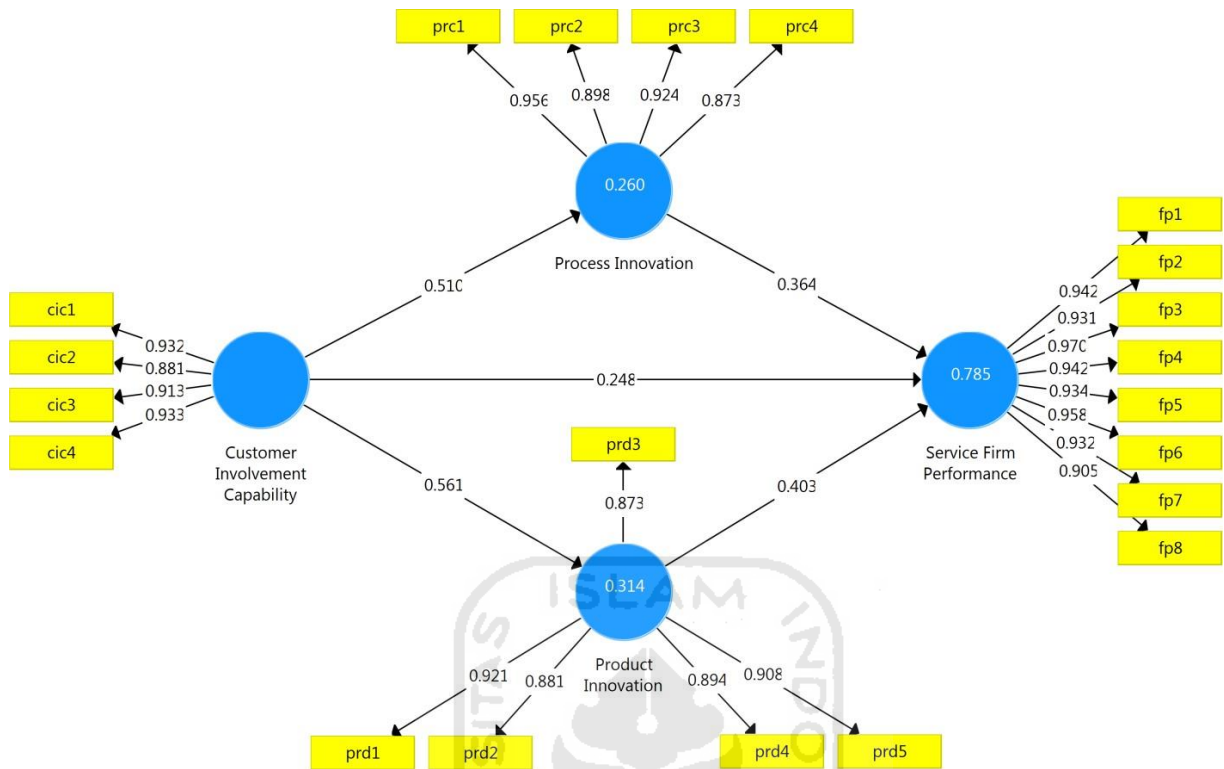 prc1 prc2 prc3 prc4
0.956 0.898 0.924 0.873
0.260
Process Innovation
0.510
0.364
cic1
cic2
cic3
cic4
0.932
0.881
0.913
0.933
Customer
Involvement
Capability
0.248
0.561
0.403
0.785
Service Firm
Performance
fp1
fp2
fp3
fp4
fp5
fp6
fp7
fp8
0.942
0.931
0.970
0.942
0.934
0.958
0.932
0.905
prd3
0.873
0.314
Product
Innovation
0.921 0.881 0.894 0.908
prd1 prd2 prd4 prd5
SITAS ISLAM INDO